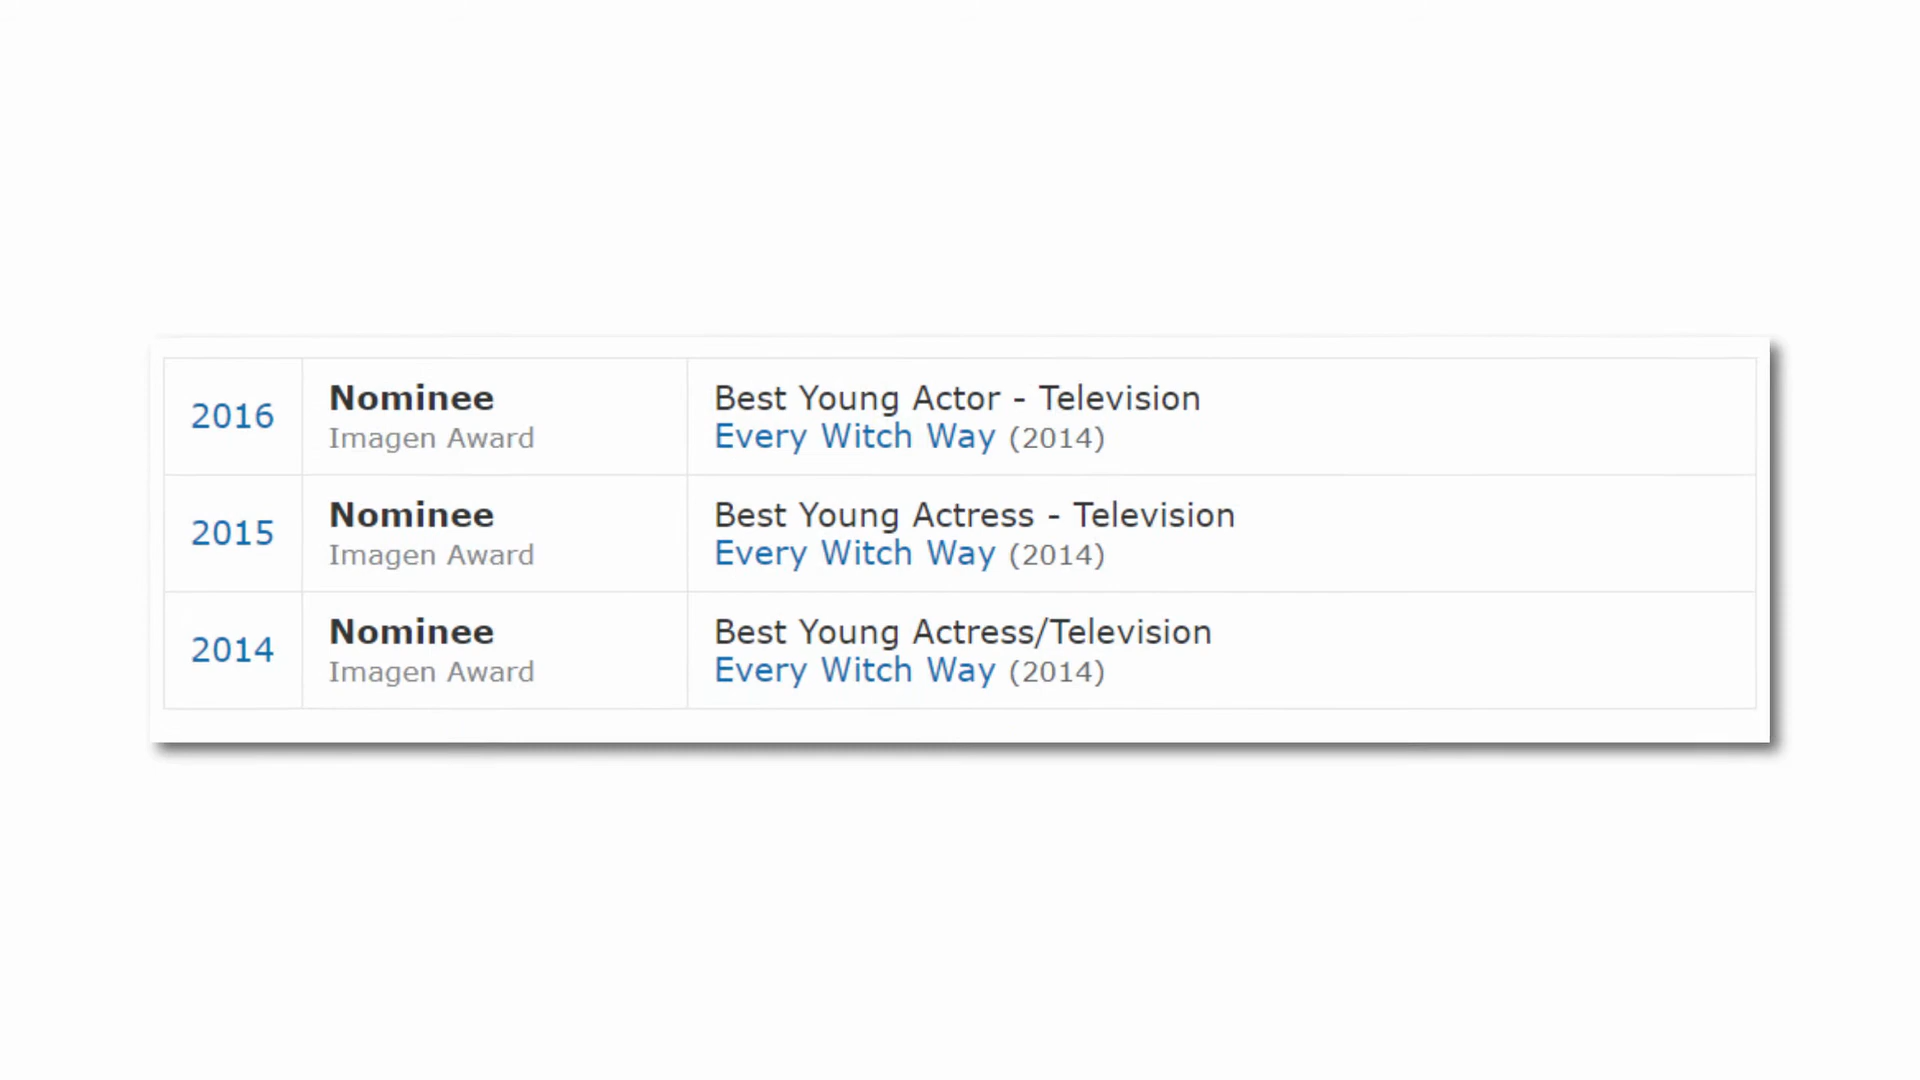 2016
Nominee
Imagen Award
Best Young Actor - Television
Every Witch Way (2014)
2015
Nominee
Imagen Award
Best Young Actress - Television
Every Witch Way (2014)
2014
Nominee
Imagen Award
Best Young Actress/Television
Every Witch Way (2014)